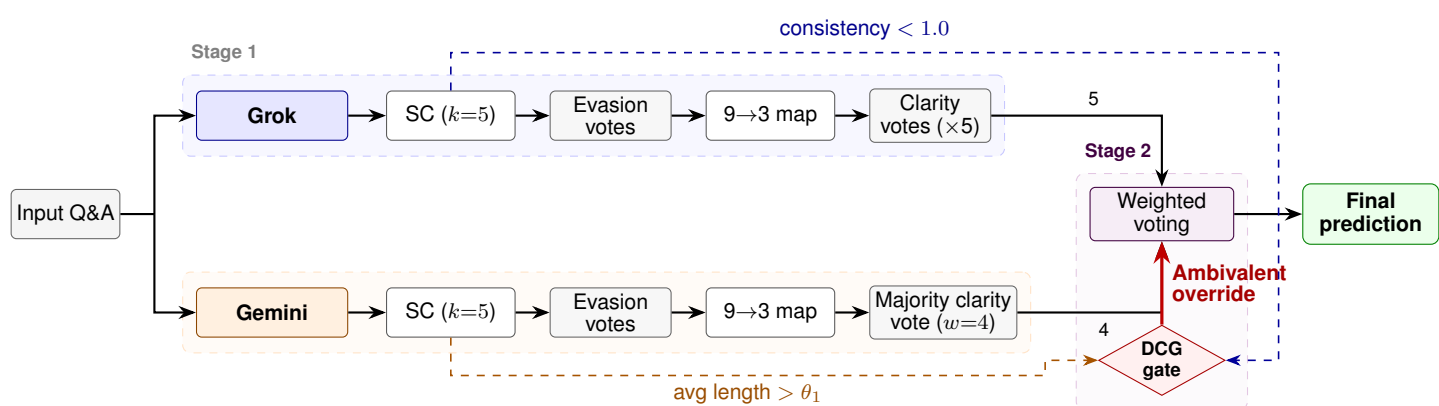 consistency < 1.0
Stage 1
Grok
SC (k=5)
Evasion
votes
9→3 map
Clarity
votes (×5)
5
Stage 2
Input Q&A
Weighted
voting
Final
prediction
Ambivalent
override
Gemini
SC (k=5)
Evasion
votes
9→3 map
Majority clarity
vote (w=4)
4
DCG
gate
avg length > θ₁